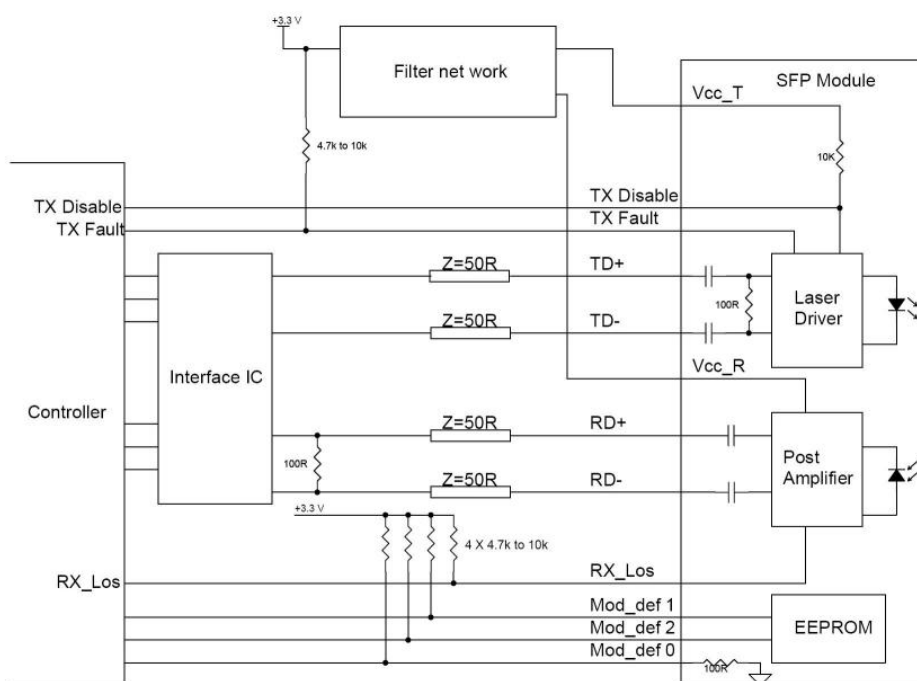 +3.3 V
Filter net work
SFP Module
Vcc_T
4.7k to 10k
10K
TX Disable
TX Disable
TX Fault
TX Fault
Z=50R
TD+
100R
Laser
Driver
Z=50R
TD-
Interface IC
Vcc_R
Controller
Z=50R
RD+
100R
Post
Amplifier
Z=50R
RD-
+3.3 V
4 X 4.7k to 10k
RX_Los
RX_Los
Mod_def 1
Mod_def 2
EEPROM
Mod_def 0
100R